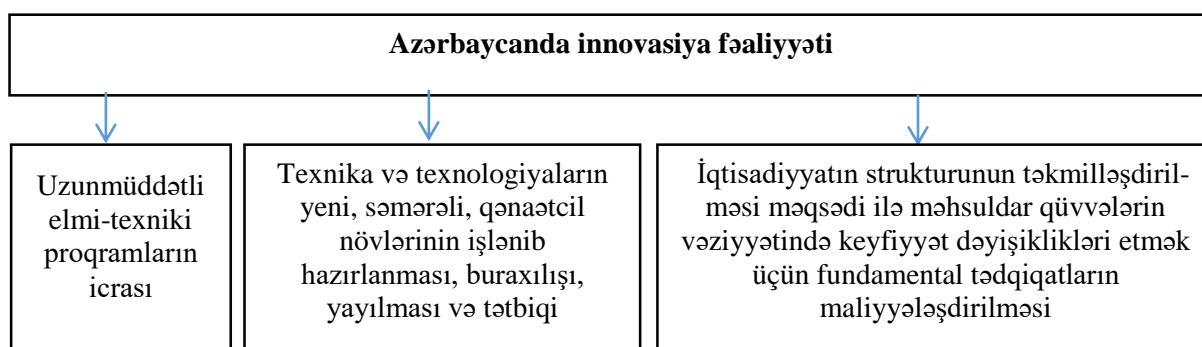 Azərbaycanda innovasiya fəaliyyəti
Uzunmüddətli
elmi-texniki
proqramların
icrası
Texnika və texnologiyaların
yeni, səmərəli, qənaətcil
növlərinin işlənib
hazırlanması, buraxılışı,
yayılması və tətbiqi
İqtisadiyyatın strukturunun təkmilləşdiril-
məsi məqsədi ilə məhsuldar qüvvələrin
vəziyyətində keyfiyyət dəyişiklikləri etmək
üçün fundamental tədqiqatların
maliyyələşdirilməsi